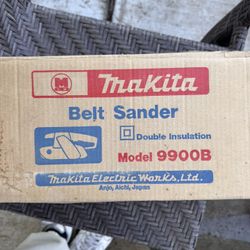 M
Makita
Belt Sander
Double Insulation
Model 9900B
Makita Electric Works, Ltd.
Anjo, Aichi, Japan